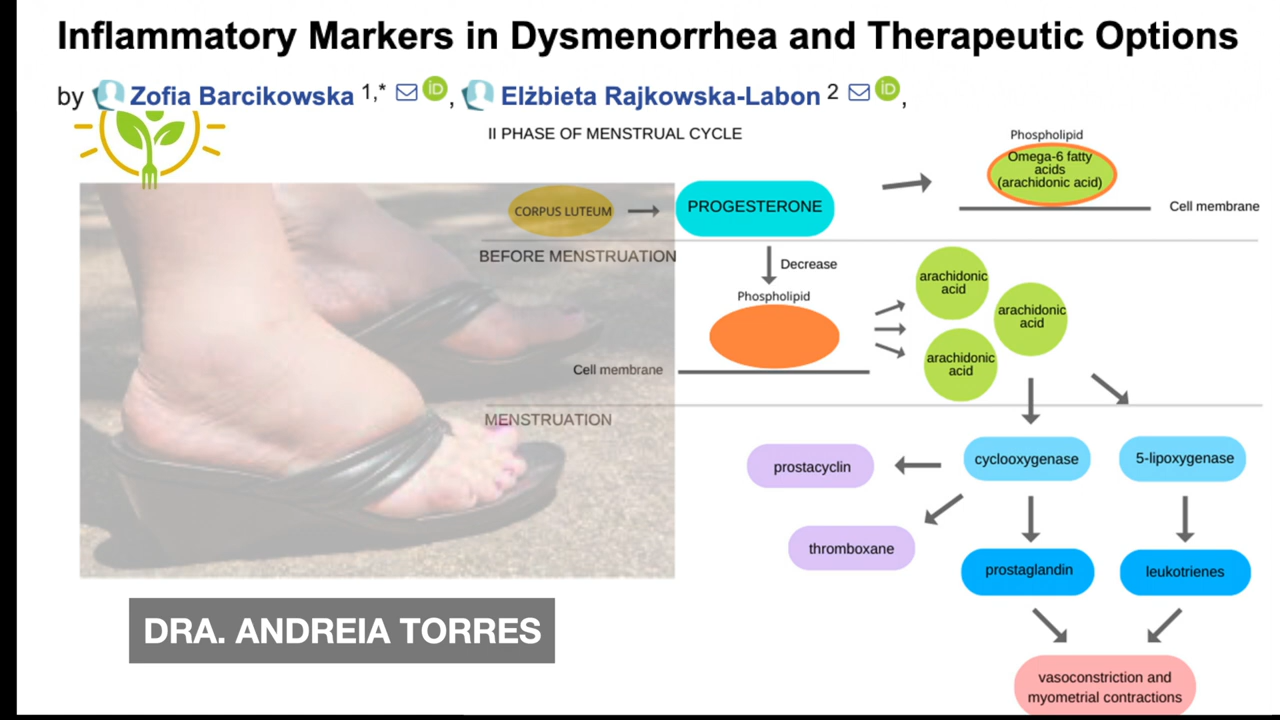 Inflammatory Markers in Dysmenorrhea and Therapeutic Options
by Zofia Barcikowska 1,* iD , Elżbieta Rajkowska-Labon 2 iD ,
II PHASE OF MENSTRUAL CYCLE
Phospholipid
Omega-6 fatty
acids
(arachidonic acid)
Cell membrane
CORPUS LUTEUM
PROGESTERONE
BEFORE MENSTRUATION
Decrease
Phospholipid
arachidonic
acid
arachidonic
acid
arachidonic
acid
Cell membrane
MENSTRUATION
prostacyclin
cyclooxygenase
5-lipoxygenase
thromboxane
prostaglandin
leukotrienes
vasoconstriction and
myometrial contractions
DRA. ANDREIA TORRES